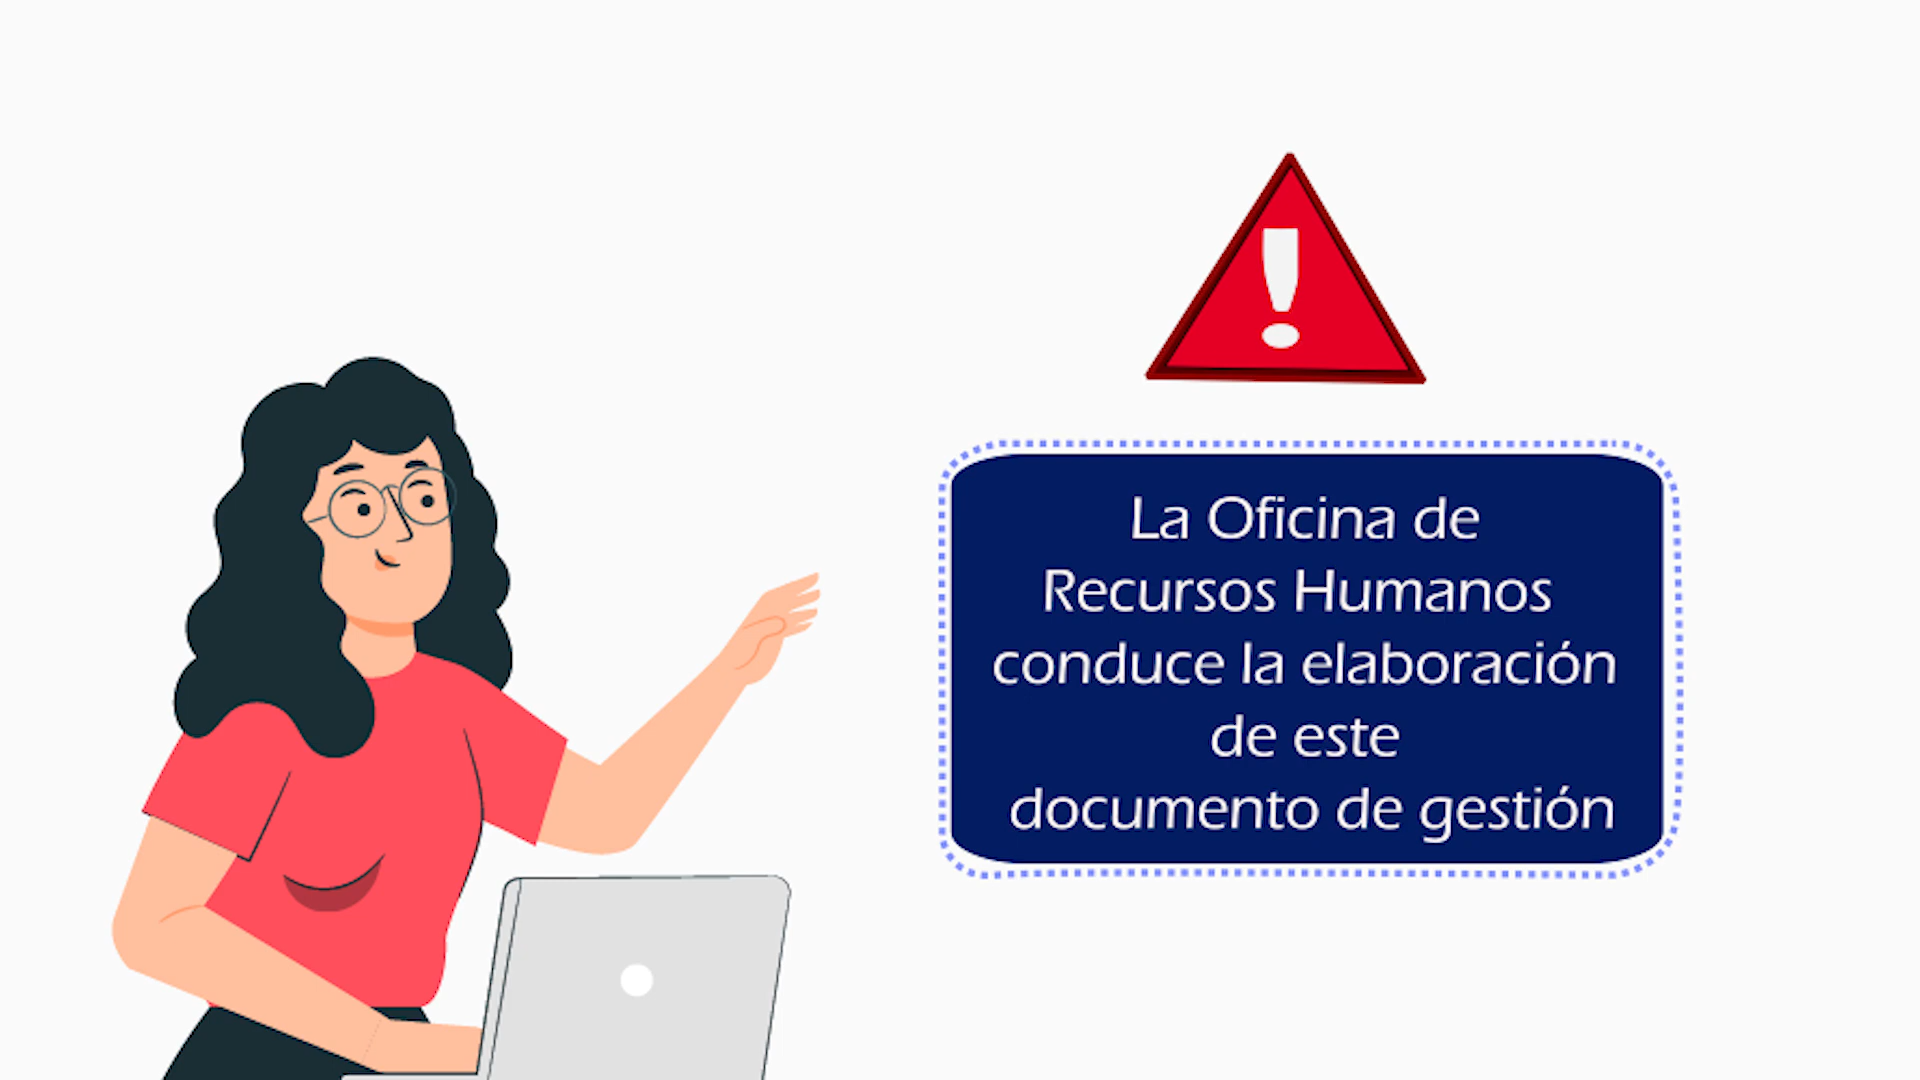 La Oficina de
Recursos Humanos
conduce la elaboración
de este
documento de gestión